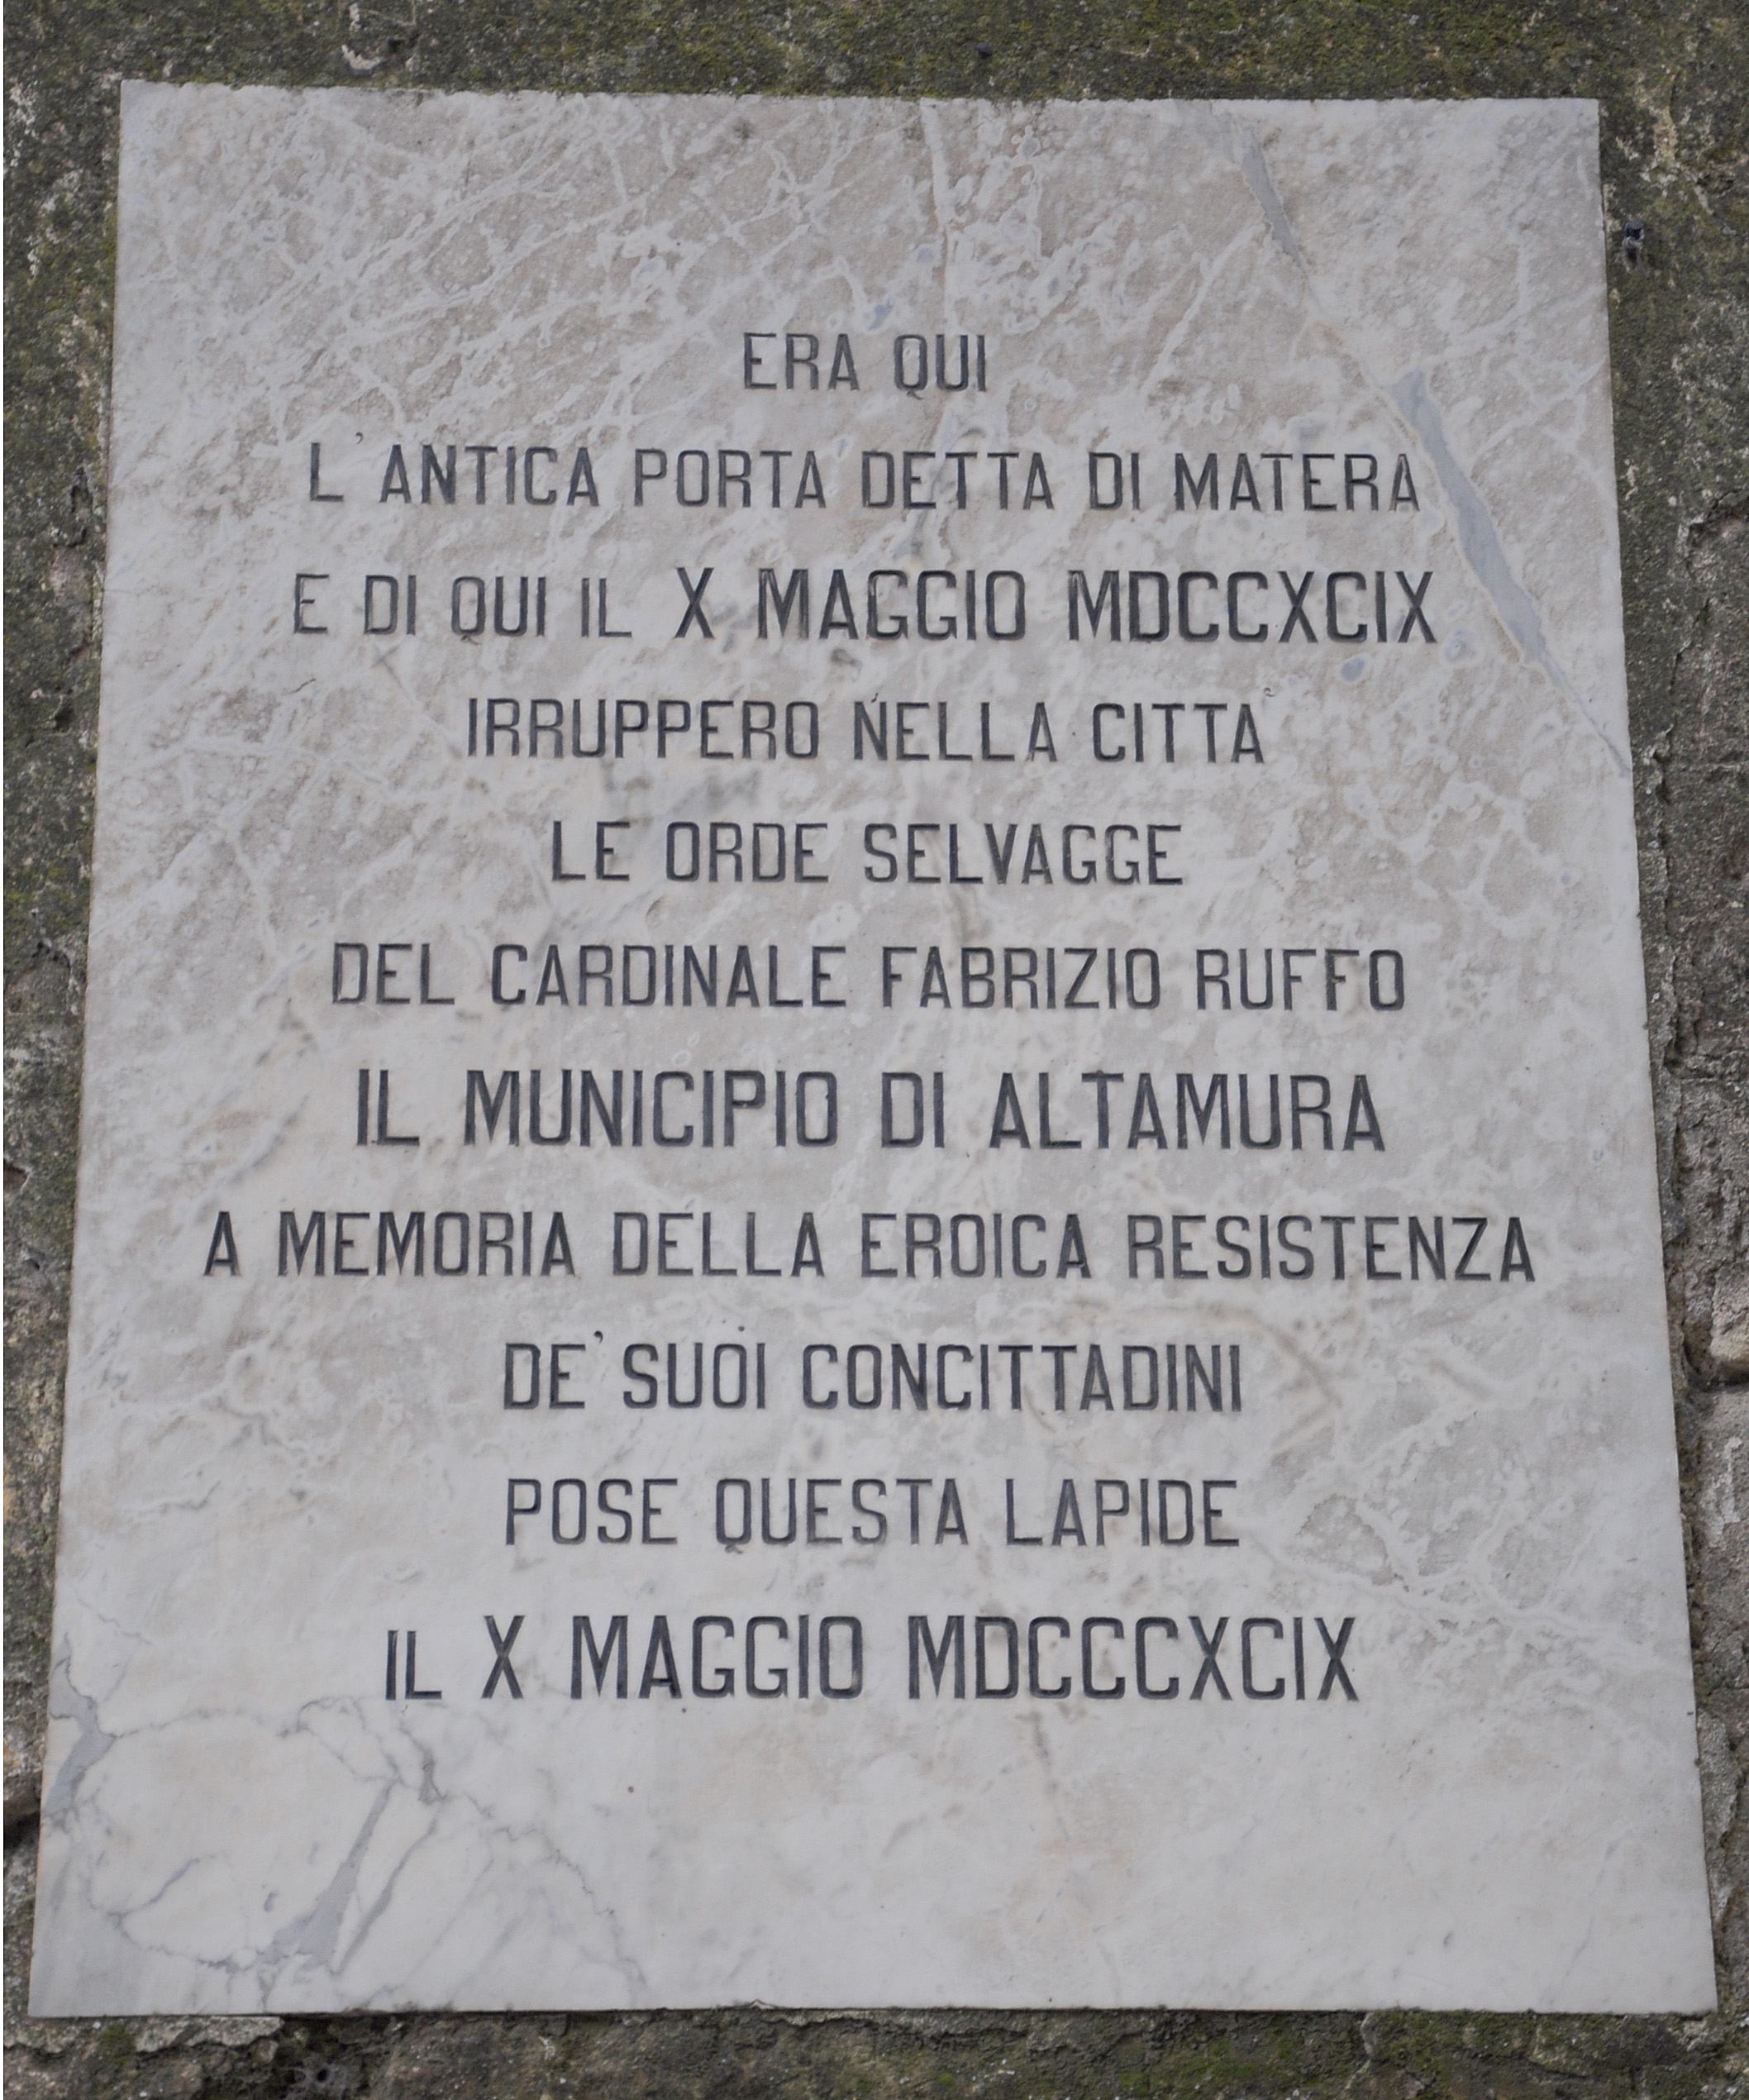 ERA QUI
L'ANTICA PORTA DETTA DI MATERA
E DI QUI IL X MAGGIO MDCCXCIX
IRRUPPERO NELLA CITTÀ
LE ORDE SELVAGGE
DEL CARDINALE FABRIZIO RUFFO
IL MUNICIPIO DI ALTAMURA
A MEMORIA DELLA EROICA RESISTENZA
DE' SUOI CONCITTADINI
POSE QUESTA LAPIDE
IL X MAGGIO MDCCCXCIX